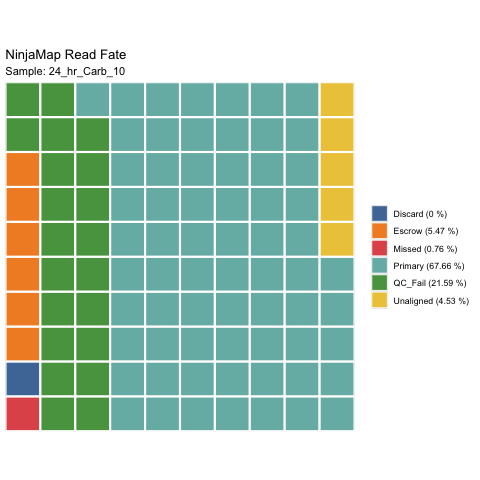 NinjaMap Read Fate
Sample: 24_hr_Carb_10
Discard (0 %)
Escrow (5.47 %)
Missed (0.76 %)
Primary (67.66 %)
QC_Fail (21.59 %)
Unaligned (4.53 %)